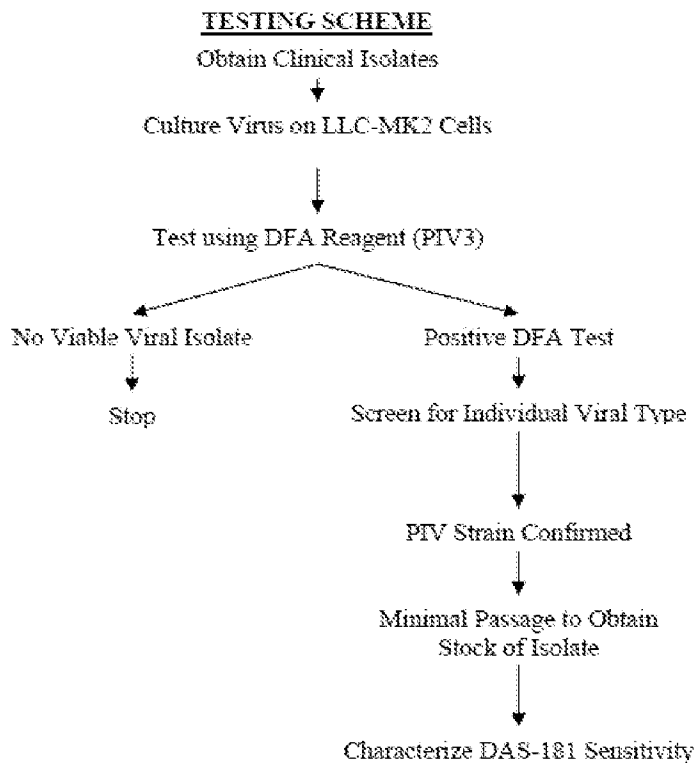 TESTING SCHEME
Obtain Clinical Isolates
Culture Virus on LLC-MK2 Cells
Test using DFA Reagent (PIV3)
No Viable Viral Isolate
Positive DFA Test
Stop
Screen for Individual Viral Type
PIV Strain Confirmed
Minimal Passage to Obtain
Stock of Isolate
Characterize DAS-181 Sensitivity